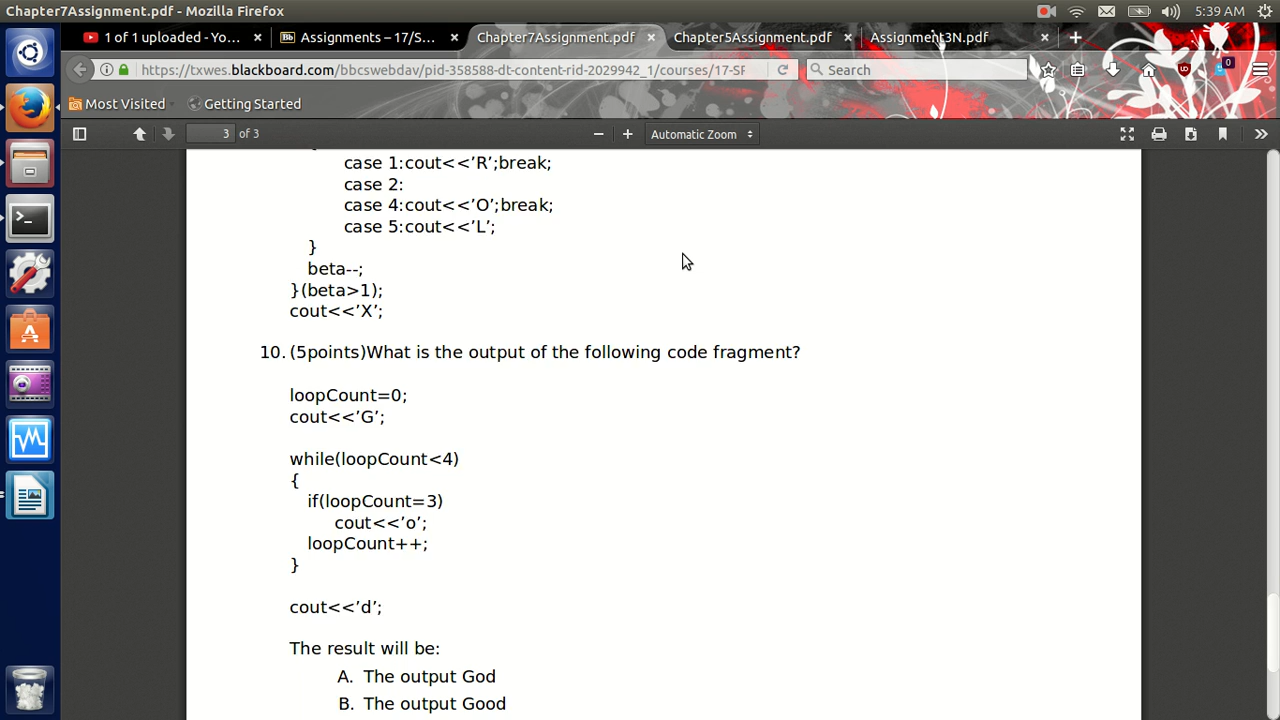 Chapter7Assignment.pdf - Mozilla Firefox
5:39 AM
1 of 1 uploaded - Yo...
Bb Assignments – 17/S...
Chapter7Assignment.pdf
Chapter5Assignment.pdf
Assignment3N.pdf
https://txwes.blackboard.com/bbcswebdav/pid-358588-dt-content-rid-2029942_1/courses/17-SF
Search
0
Most Visited
Getting Started
3 of 3
Automatic Zoom
case 1:cout<<’R’;break;
case 2:
case 4:cout<<’O’;break;
case 5:cout<<’L’;
}
beta--;
}(beta>1);
cout<<’X’;
10. (5points)What is the output of the following code fragment?
loopCount=0;
cout<<’G’;
while(loopCount<4)
{
if(loopCount=3)
cout<<’o’;
loopCount++;
}
cout<<’d’;
The result will be:
A. The output God
B. The output Good